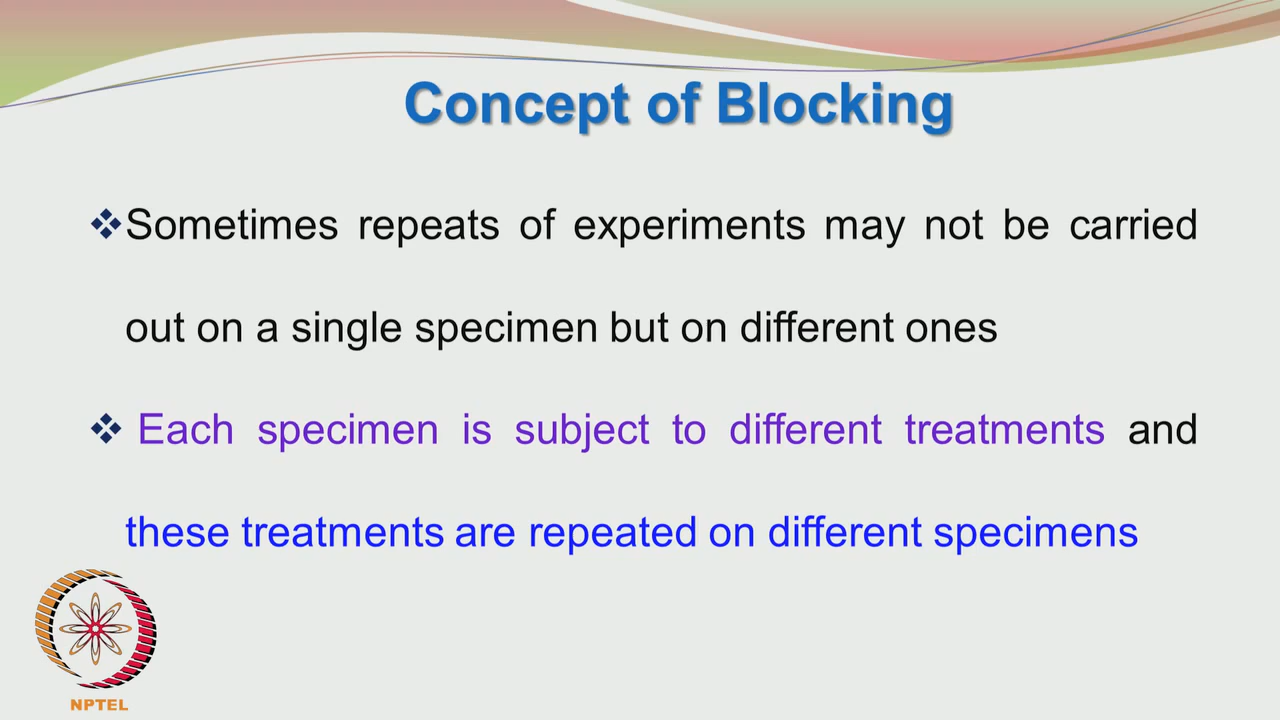 Concept of Blocking
❖Sometimes repeats of experiments may not be carried
out on a single specimen but on different ones
❖ Each specimen is subject to different treatments and
these treatments are repeated on different specimens
NPTEL